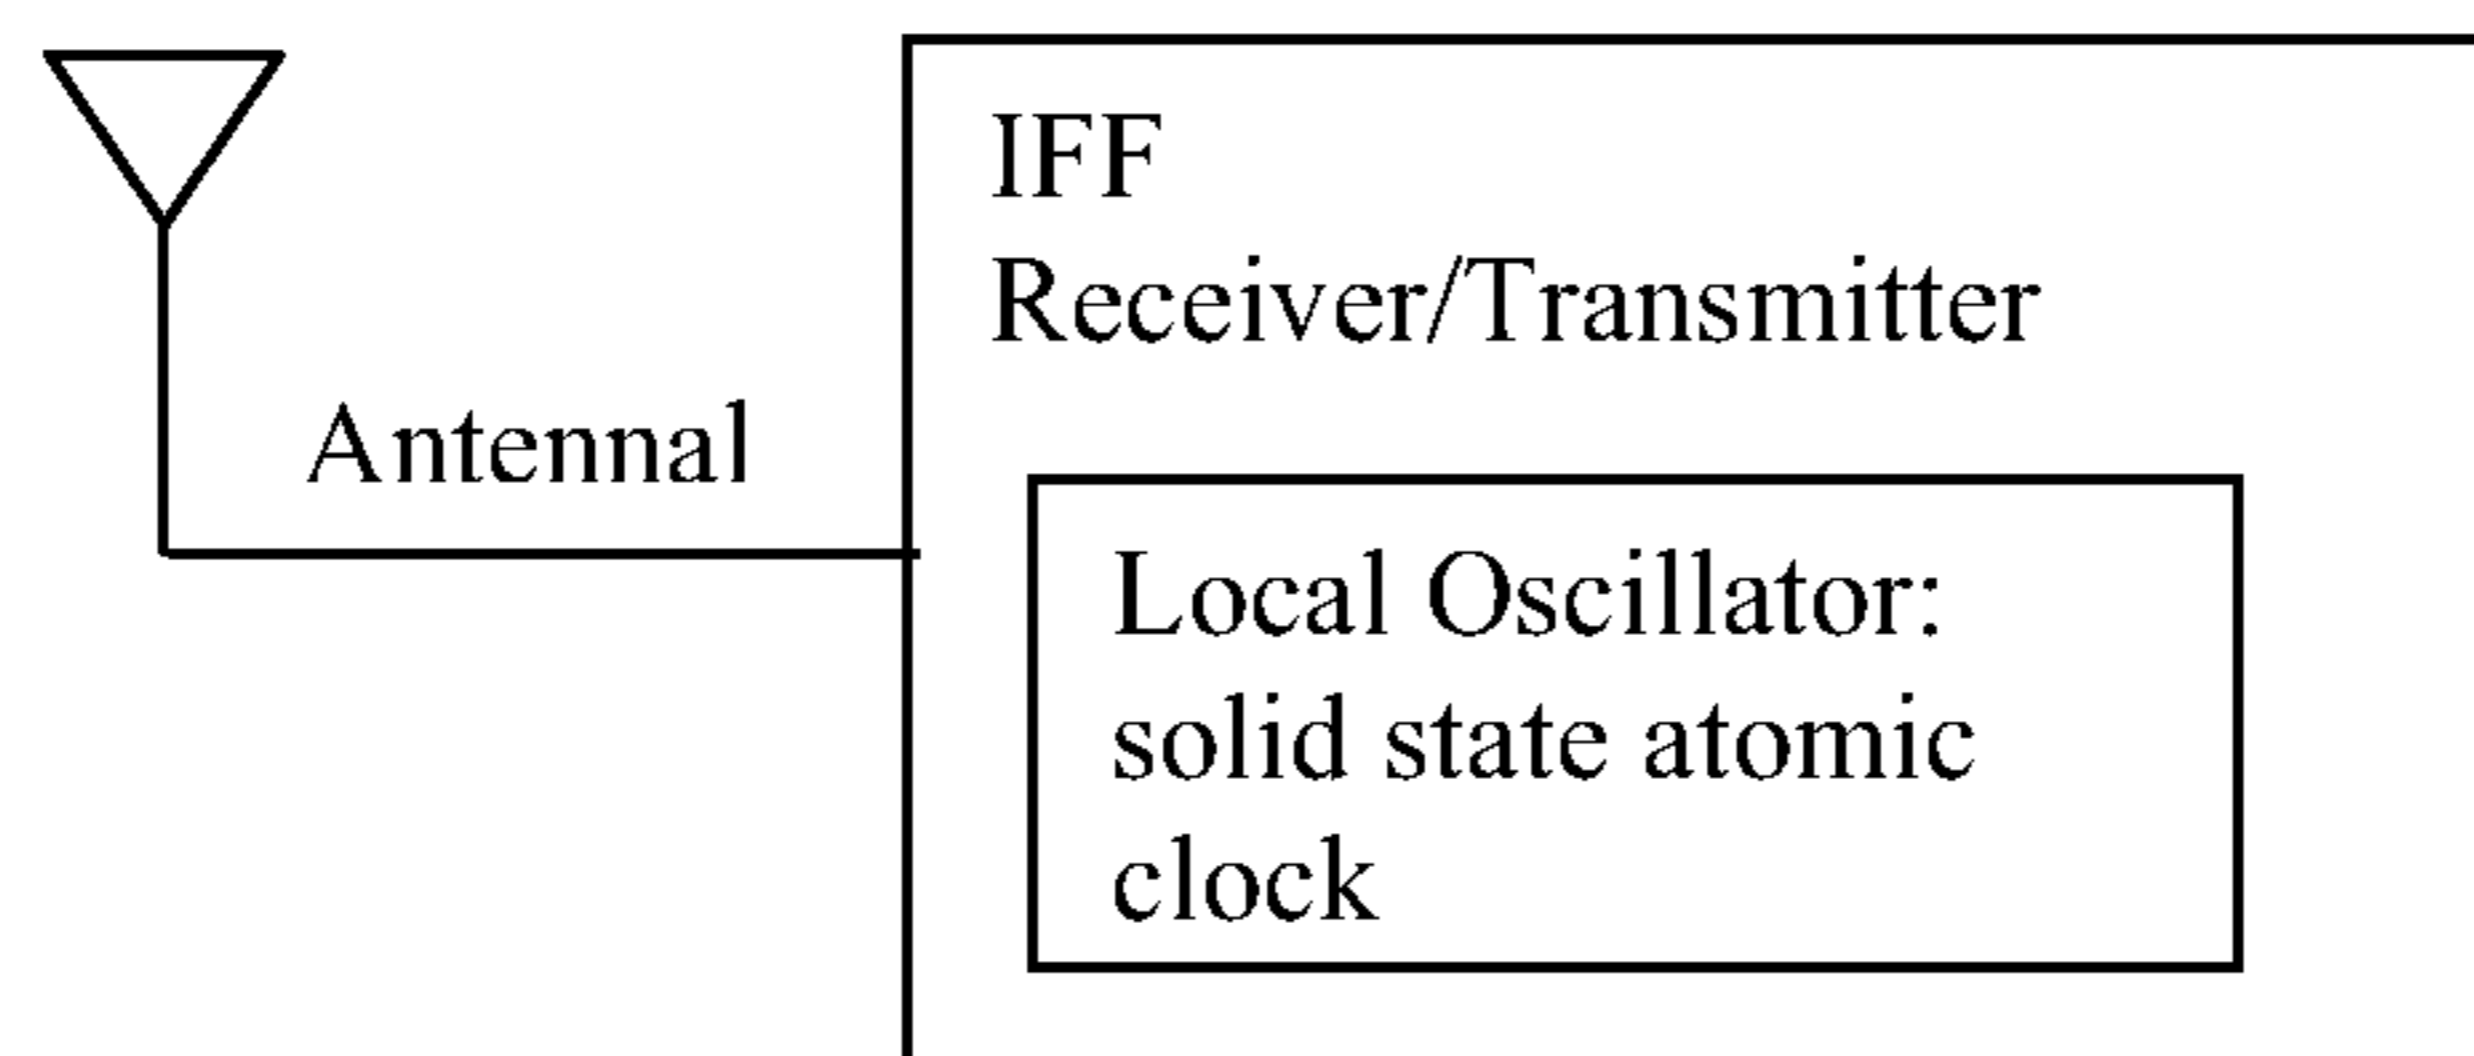 IFF
Receiver/Transmitter
Antennal
Local Oscillator:
solid state atomic
clock